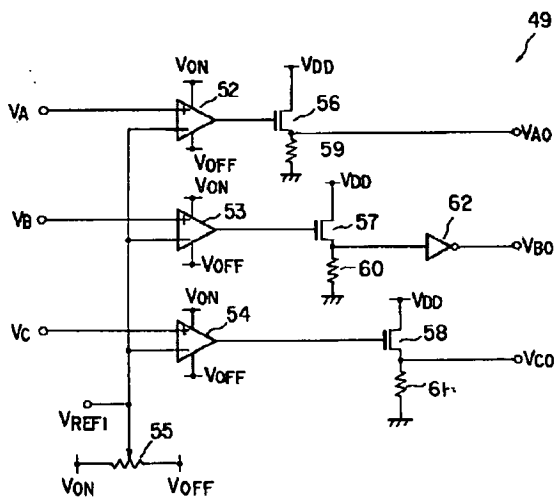 49
VON
52
VDD
VA
56
VOFF
59
VAO
VON
VDD
53
57
62
VB
VBO
VOFF
60
VON
54
VDD
VC
58
VOFF
VCO
61
VREF1
55
VON
VOFF